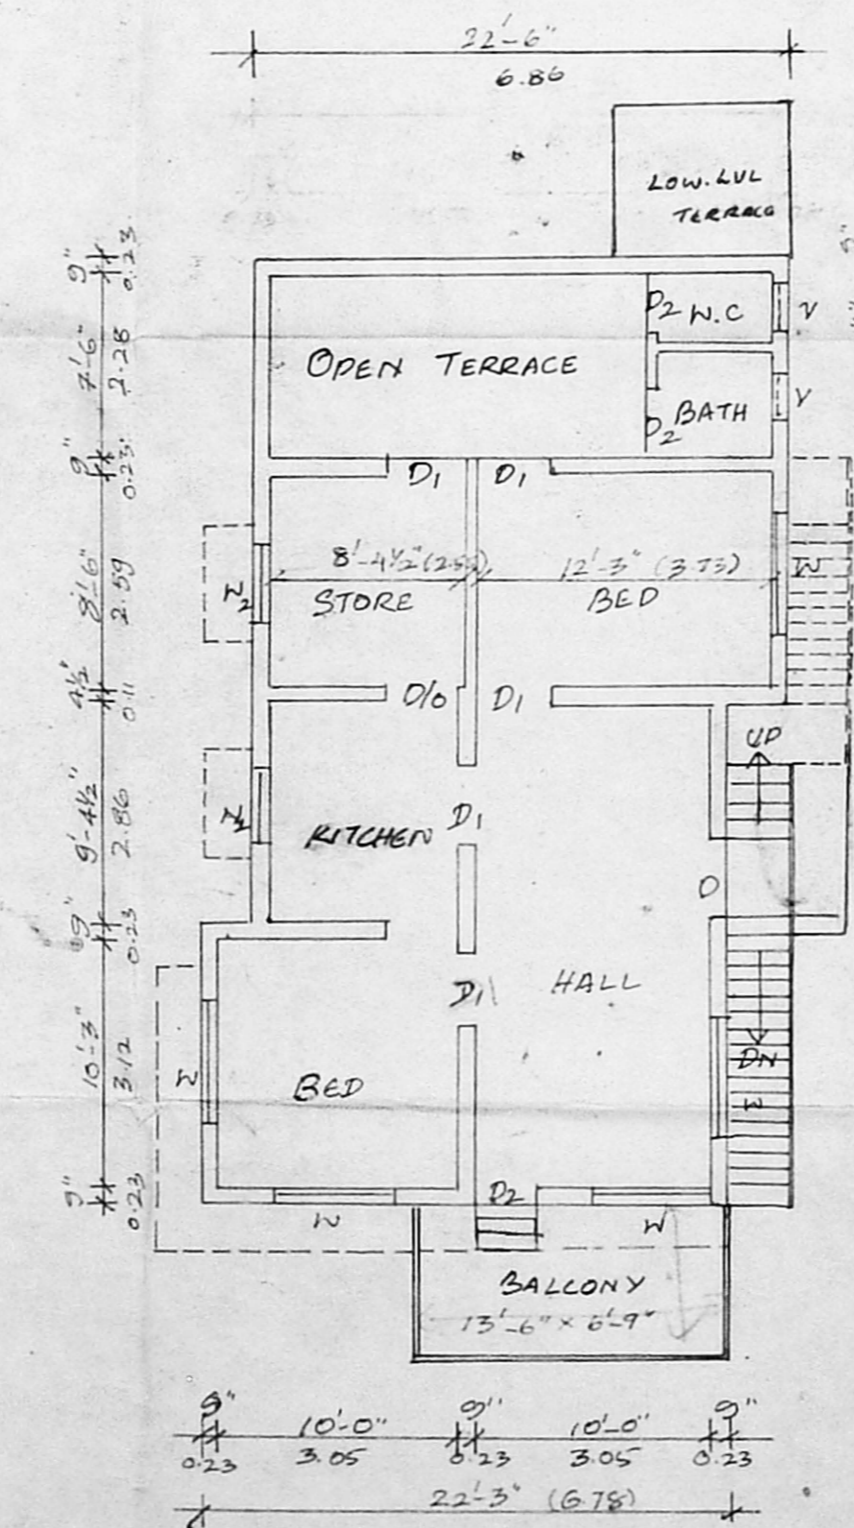 22'-6"
6.86
LOW. LVL
TERRACE
9"
0.23
7'-6"
2.28
9"
0.23
8'-6"
2.59
4½"
0.11
9'-4½"
2.86
9"
0.23
10'-3"
3.12
9"
0.23
D2 W.C
V
OPEN TERRACE
D2 BATH
V
D1 D1
8'-4½" 12'-3" (3.73)
STORE BED
W2
W
D/O D1
UP
W1
KITCHEN D1
O
HALL
D1
BED
W
DN
W
D2
W
W
BALCONY
13'-6" x 6'-9"
9" 10'-0" 9" 10'-0" 9"
0.23 3.05 0.23 3.05 0.23
22'-3" (6.78)